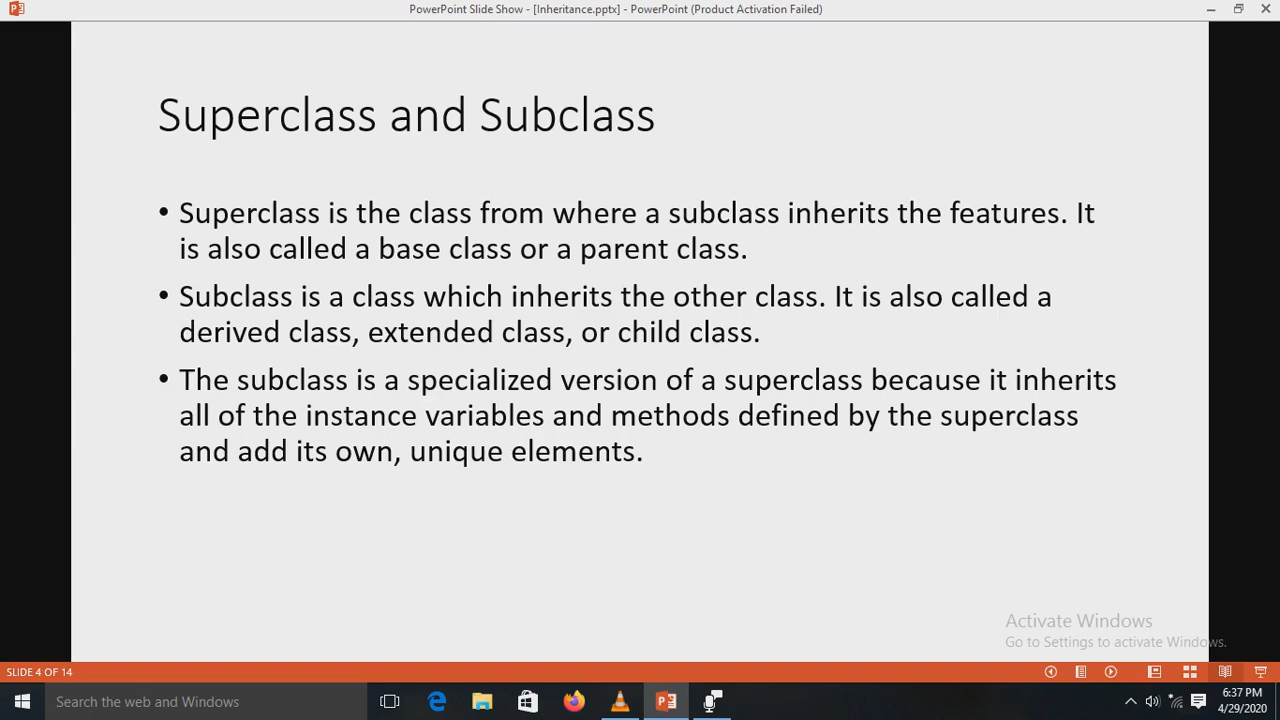 PowerPoint Slide Show - [Inheritance.pptx] - PowerPoint (Product Activation Failed)
Superclass and Subclass
• Superclass is the class from where a subclass inherits the features. It
is also called a base class or a parent class.
• Subclass is a class which inherits the other class. It is also called a
derived class, extended class, or child class.
• The subclass is a specialized version of a superclass because it inherits
all of the instance variables and methods defined by the superclass
and add its own, unique elements.
Activate Windows
Go to Settings to activate Windows.
SLIDE 4 OF 14
Search the web and Windows
6:37 PM
4/29/2020